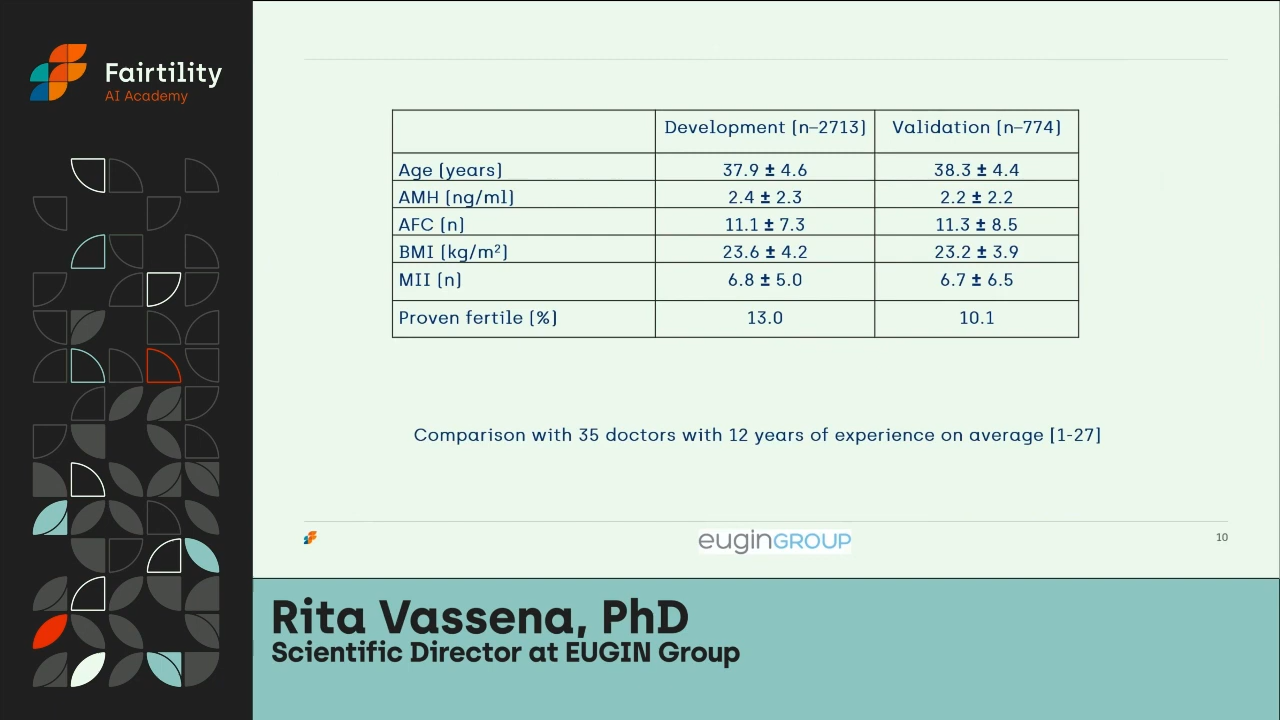 Fairtility
AI Academy
Development (n–2713) Validation (n–774)
Age (years) 37.9 ± 4.6 38.3 ± 4.4
AMH (ng/ml) 2.4 ± 2.3 2.2 ± 2.2
AFC (n) 11.1 ± 7.3 11.3 ± 8.5
BMI (kg/m²) 23.6 ± 4.2 23.2 ± 3.9
MII (n) 6.8 ± 5.0 6.7 ± 6.5
Proven fertile (%) 13.0 10.1
Comparison with 35 doctors with 12 years of experience on average [1-27]
euginGROUP
10
Rita Vassena, PhD
Scientific Director at EUGIN Group